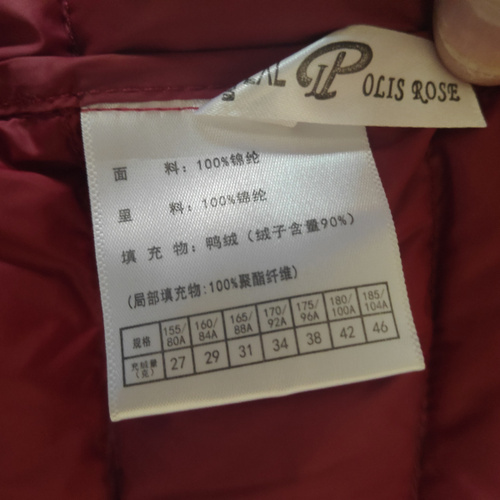 OLIS ROSE
面 料：100%锦纶
里 料：100%锦纶
填 充 物：鸭绒（绒子含量90%）
(局部填充物:100%聚酯纤维)
规格 155/80A 160/84A 165/88A 170/92A 175/96A 180/100A 185/104A
充绒量(克) 27 29 31 34 38 42 46